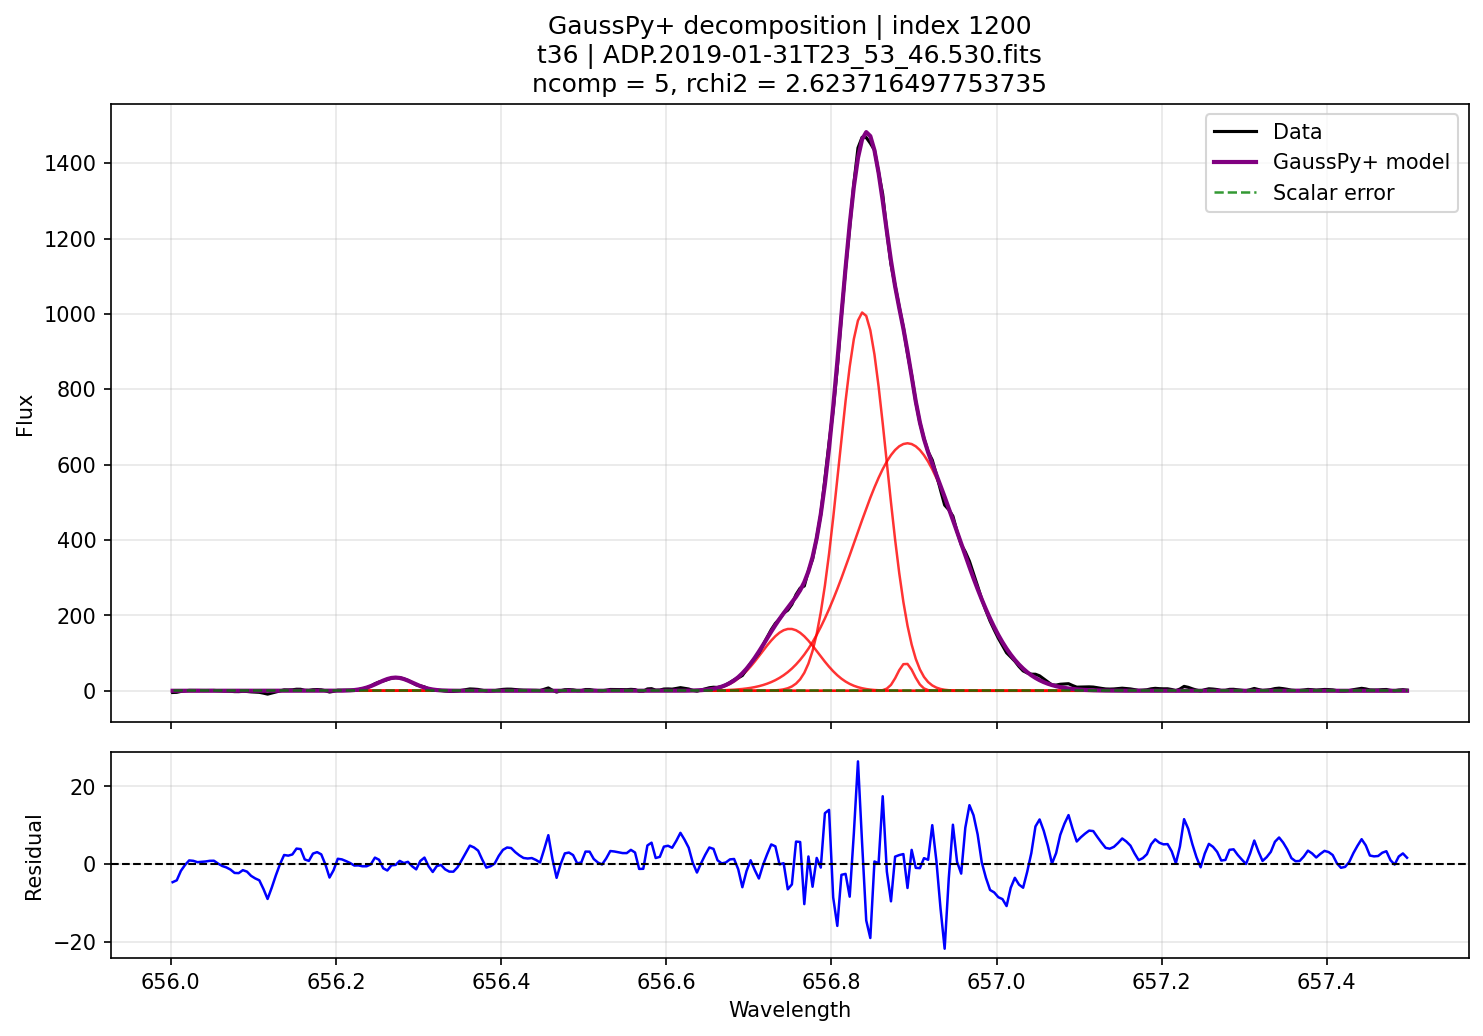 GaussPy+ decomposition | index 1200
t36 | ADP.2019-01-31T23_53_46.530.fits
ncomp = 5, rchi2 = 2.623716497753735
Data
GaussPy+ model
Scalar error
1400
1200
1000
800
600
400
200
0
Flux
20
0
−20
Residual
656.0 656.2 656.4 656.6 656.8 657.0 657.2 657.4
Wavelength